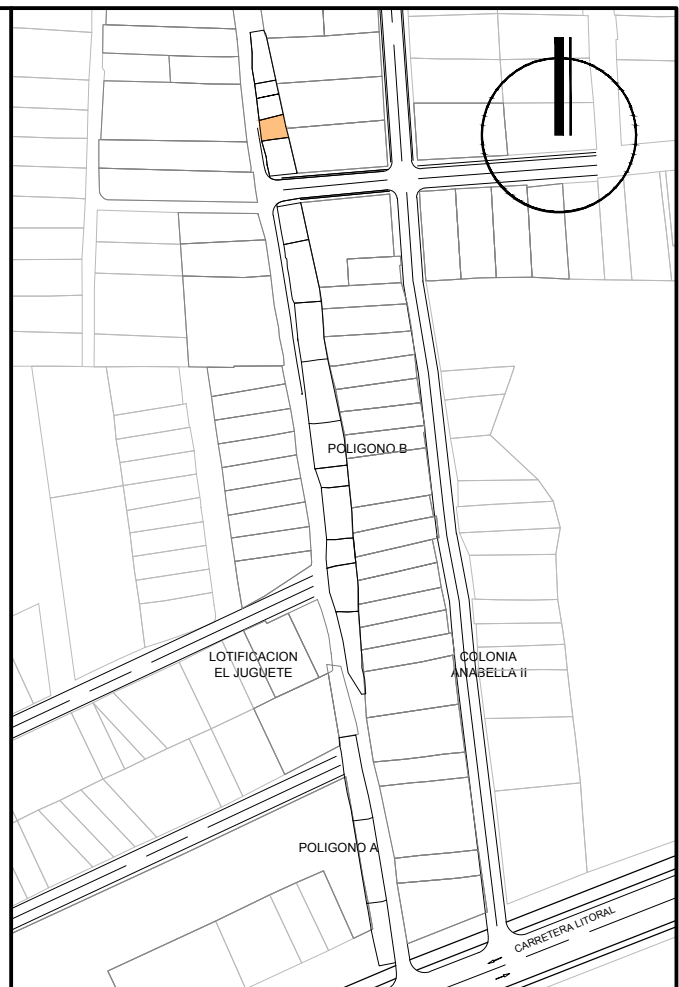 POLIGONO B
LOTIFICACION
EL JUGUETE
COLONIA
ANABELLA II
POLIGONO A
CARRETERA LITORAL